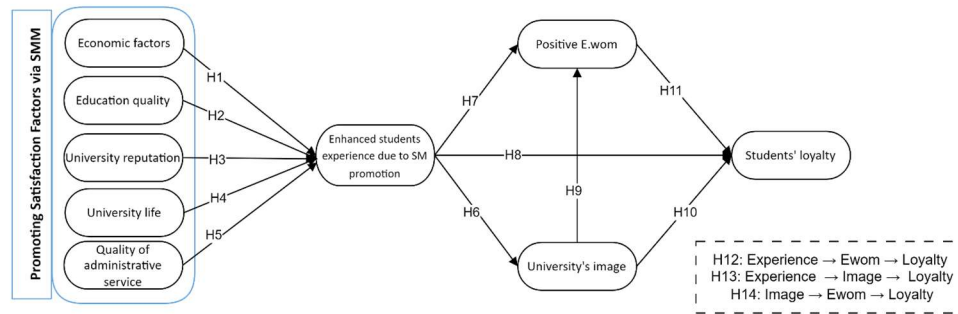 Promoting Satisfaction Factors via SMM
Economic factors
Education quality
University reputation
University life
Quality of
administrative
service
H1
H2
H3
H4
H5
Enhanced students
experience due to SM
promotion
H7
H8
H6
Positive E.wom
H9
University's image
H11
H10
Students' loyalty
H12: Experience → Ewom → Loyalty
H13: Experience → Image → Loyalty
H14: Image → Ewom → Loyalty